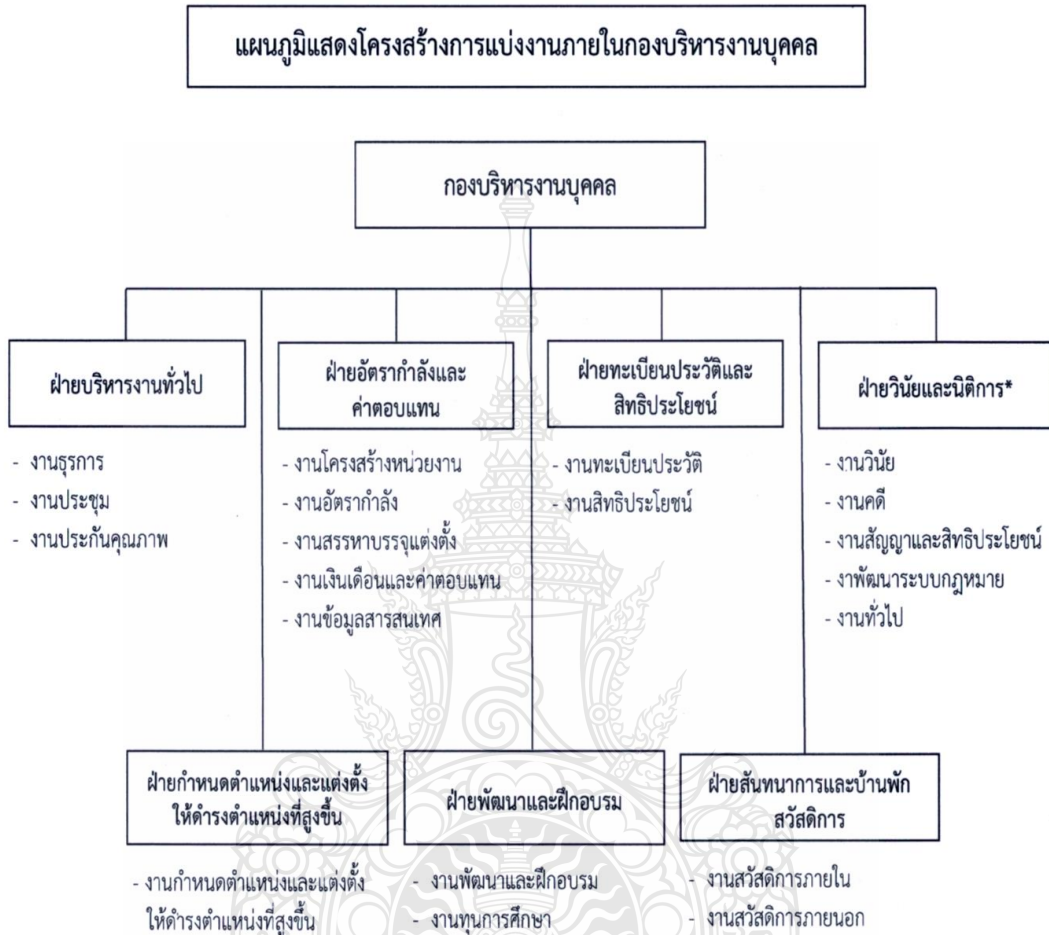 แผนภูมิแสดงโครงสร้างการแบ่งงานภายในกองบริหารงานบุคคล
กองบริหารงานบุคคล
ฝ่ายบริหารงานทั่วไป
- งานธุรการ
- งานประชุม
- งานประกันคุณภาพ
ฝ่ายอัตรากำลังและ
ค่าตอบแทน
- งานโครงสร้างหน่วยงาน
- งานอัตรากำลัง
- งานสรรหาบรรจุแต่งตั้ง
- งานเงินเดือนและค่าตอบแทน
- งานข้อมูลสารสนเทศ
ฝ่ายทะเบียนประวัติและ
สิทธิประโยชน์
- งานทะเบียนประวัติ
- งานสิทธิประโยชน์
ฝ่ายวินัยและนิติการ*
- งานวินัย
- งานคดี
- งานสัญญาและสิทธิประโยชน์
- งาพัฒนาระบบกฎหมาย
- งานทั่วไป
ฝ่ายกำหนดตำแหน่งและแต่งตั้ง
ให้ดำรงตำแหน่งที่สูงขึ้น
- งานกำหนดตำแหน่งและแต่งตั้ง
ให้ดำรงตำแหน่งที่สูงขึ้น
ฝ่ายพัฒนาและฝึกอบรม
- งานพัฒนาและฝึกอบรม
- งานทุนการศึกษา
ฝ่ายสันทนาการและบ้านพัก
สวัสดิการ
- งานสวัสดิการภายใน
- งานสวัสดิการภายนอก